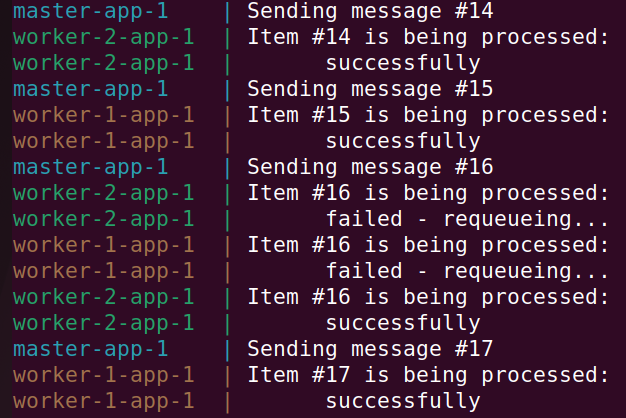 master-app-1    | Sending message #14
worker-2-app-1  | Item #14 is being processed:
worker-2-app-1  |       successfully
master-app-1    | Sending message #15
worker-1-app-1  | Item #15 is being processed:
worker-1-app-1  |       successfully
master-app-1    | Sending message #16
worker-2-app-1  | Item #16 is being processed:
worker-2-app-1  |       failed - requeueing...
worker-1-app-1  | Item #16 is being processed:
worker-1-app-1  |       failed - requeueing...
worker-2-app-1  | Item #16 is being processed:
worker-2-app-1  |       successfully
master-app-1    | Sending message #17
worker-1-app-1  | Item #17 is being processed:
worker-1-app-1  |       successfully